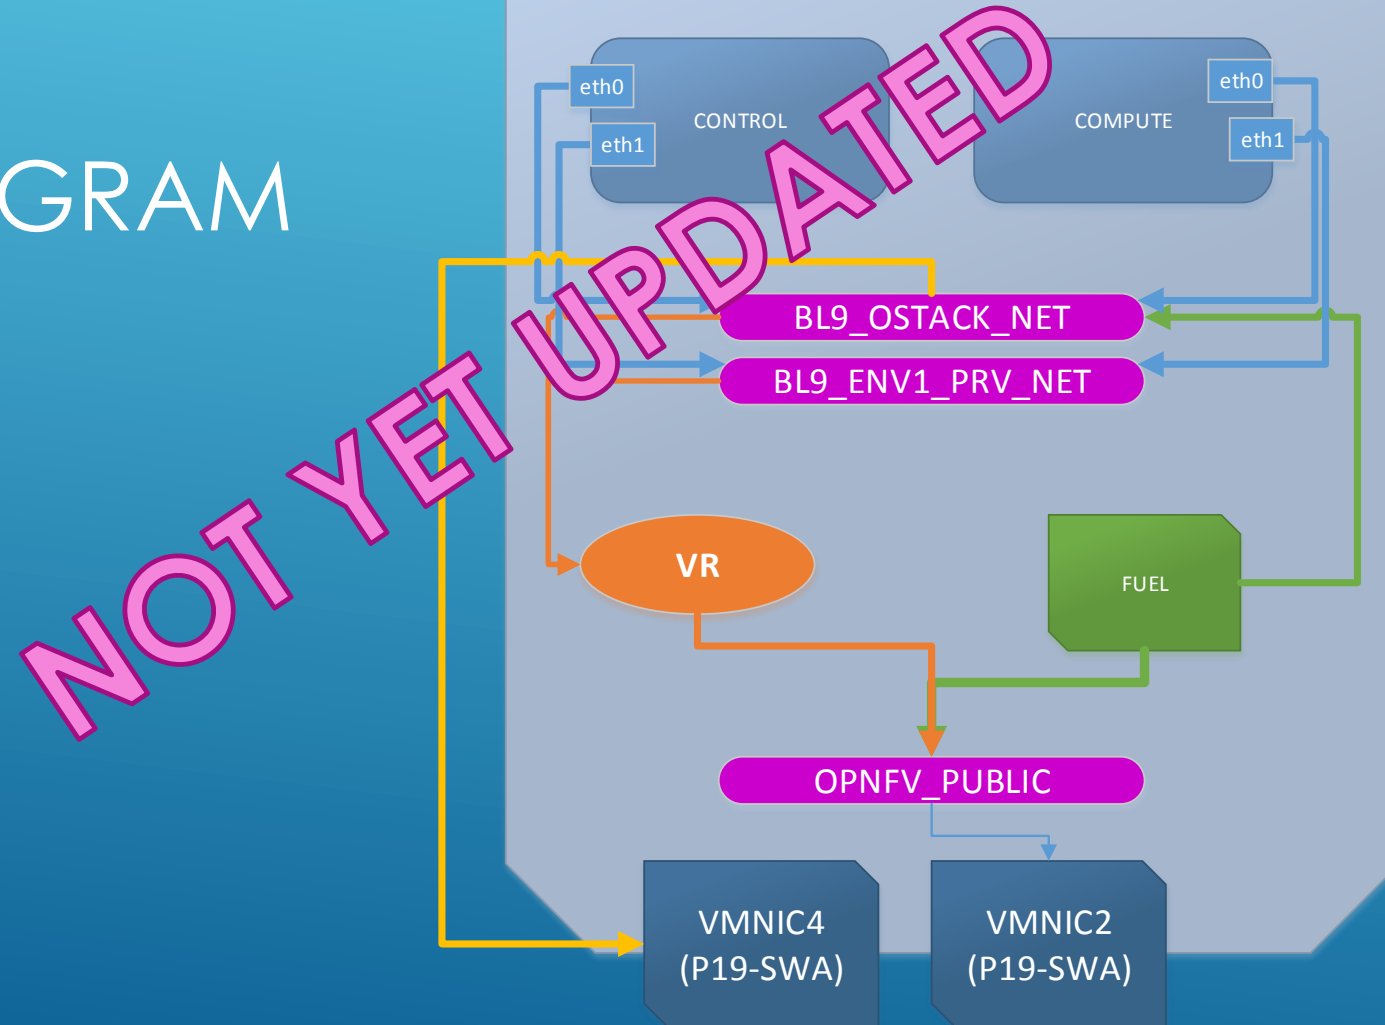 GRAM
eth0
eth1
CONTROL
COMPUTE
eth0
eth1
NOT YET UPDATED
BL9_OSTACK_NET
BL9_ENV1_PRV_NET
VR
FUEL
OPNFV_PUBLIC
VMNIC4
(P19-SWA)
VMNIC2
(P19-SWA)